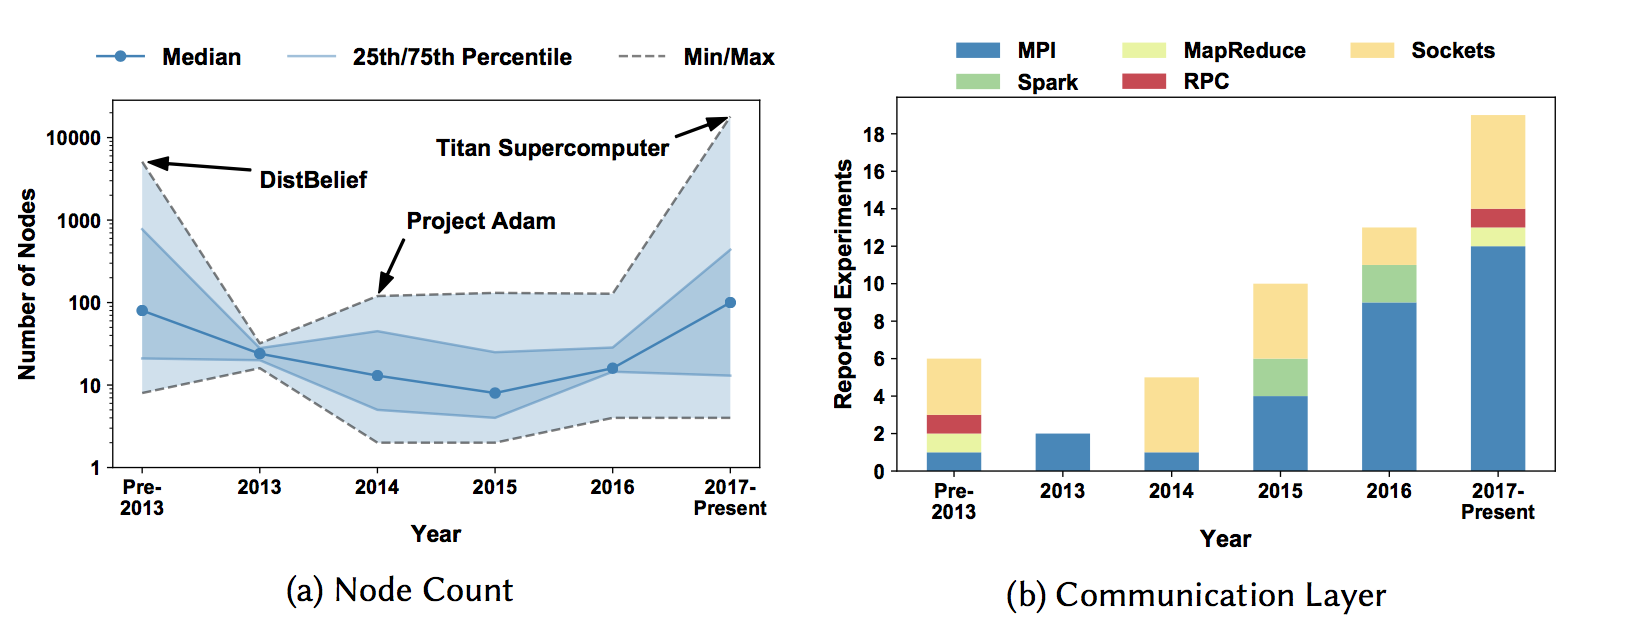 Median 25th/75th Percentile Min/Max
10000
1000
100
10
1
Number of Nodes
DistBelief
Project Adam
Titan Supercomputer
Pre-
2013
2013
2014
2015
2016
2017-
Present
Year
(a) Node Count
MPI MapReduce Sockets
Spark RPC
18
16
14
12
10
8
6
4
2
0
Reported Experiments
Pre-
2013
2013
2014
2015
2016
2017-
Present
Year
(b) Communication Layer